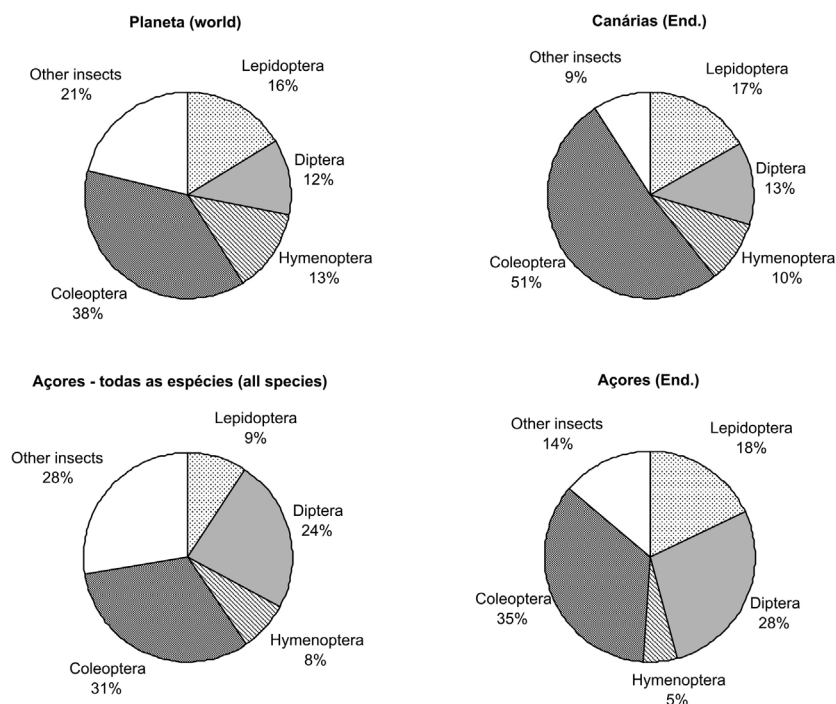 Planeta (world)
Lepidoptera
16%
Diptera
12%
Hymenoptera
13%
Coleoptera
38%
Other insects
21%
Canárias (End.)
Lepidoptera
17%
Diptera
13%
Hymenoptera
10%
Coleoptera
51%
Other insects
9%
Açores - todas as espécies (all species)
Lepidoptera
9%
Diptera
24%
Hymenoptera
8%
Coleoptera
31%
Other insects
28%
Açores (End.)
Lepidoptera
18%
Diptera
28%
Hymenoptera
5%
Coleoptera
35%
Other insects
14%